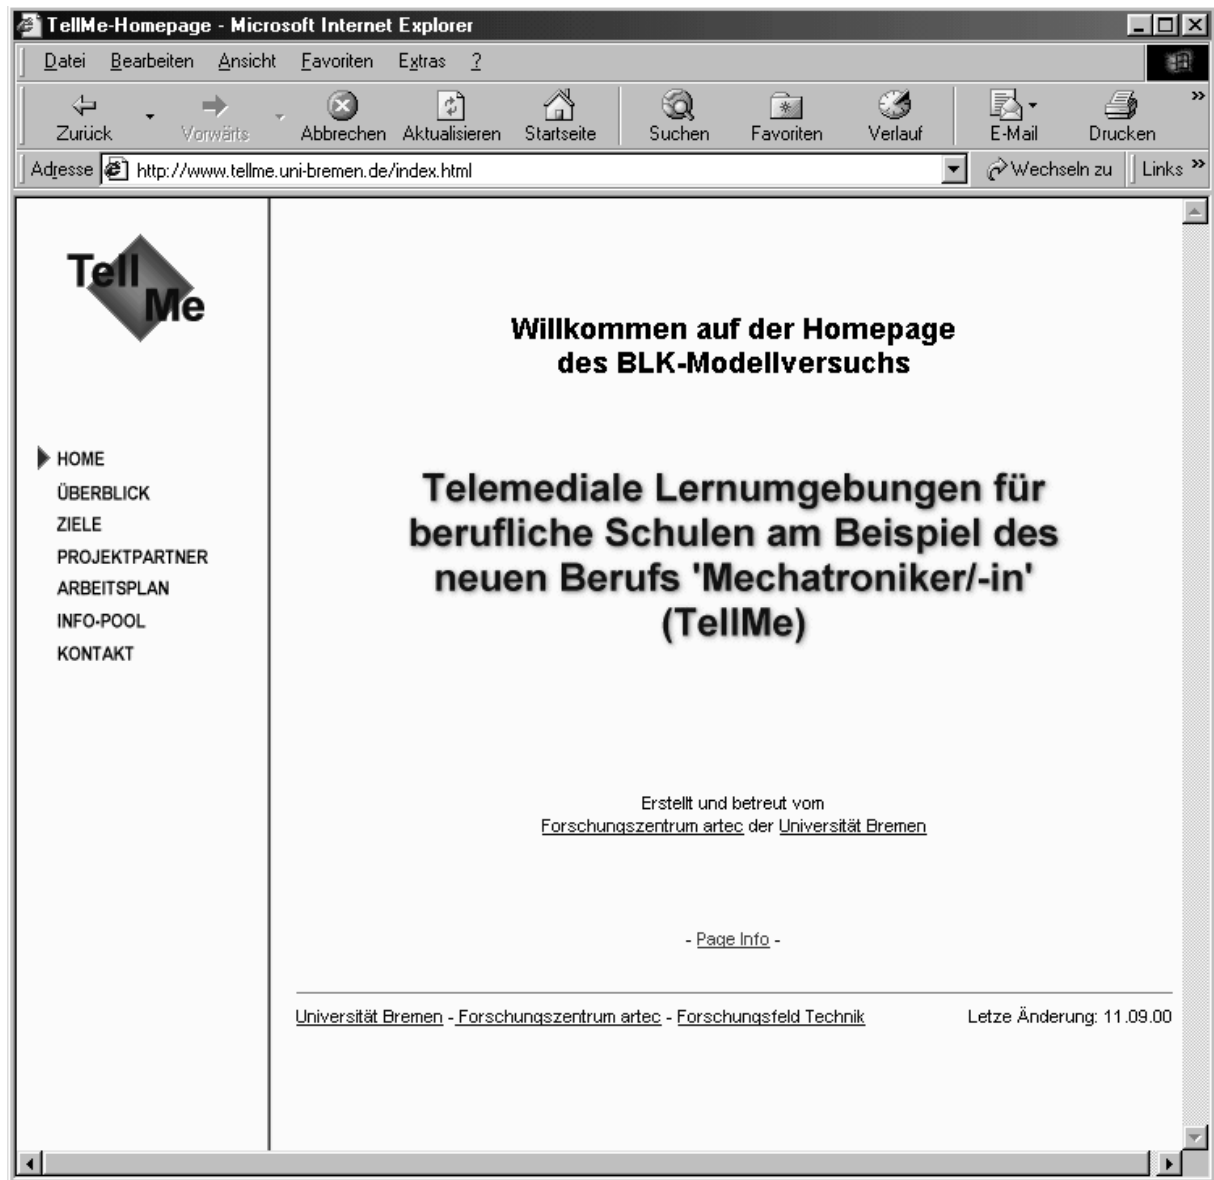 TellMe-Homepage - Microsoft Internet Explorer
Datei Bearbeiten Ansicht Favoriten Extras ?
Zurück Vorwärts Abbrechen Aktualisieren Startseite Suchen Favoriten Verlauf E-Mail Drucken »
Adresse http://www.tellme.uni-bremen.de/index.html Wechseln zu Links »
Tell
Me
Willkommen auf der Homepage
des BLK-Modellversuchs
HOME
ÜBERBLICK
ZIELE
PROJEKTPARTNER
ARBEITSPLAN
INFO-POOL
KONTAKT
Telemediale Lernumgebungen für
berufliche Schulen am Beispiel des
neuen Berufs 'Mechatroniker/-in'
(TellMe)
Erstellt und betreut vom
Forschungszentrum artec der Universität Bremen
- Page Info -
Universität Bremen - Forschungszentrum artec - Forschungsfeld Technik Letze Änderung: 11.09.00